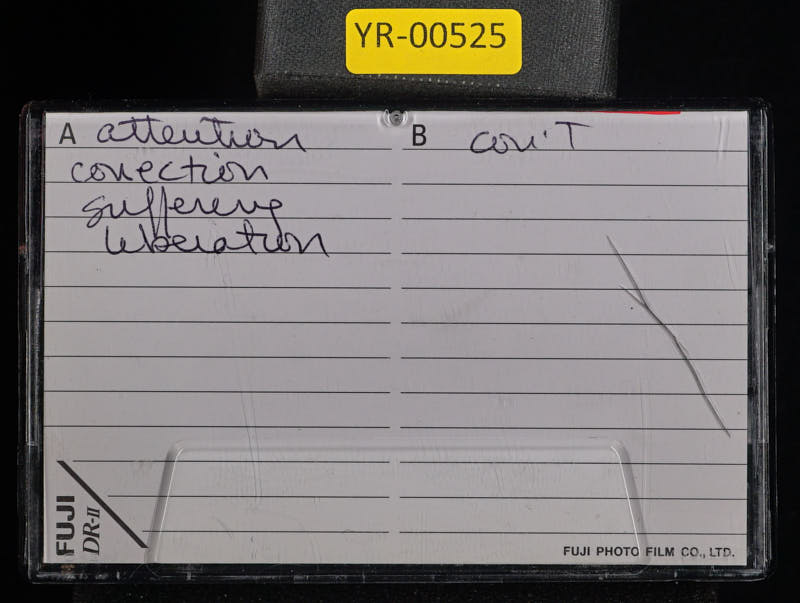 YR-00525
A attention
conection
suffering
liberation
B con'T
FUJI
DR-II
FUJI PHOTO FILM CO., LTD.